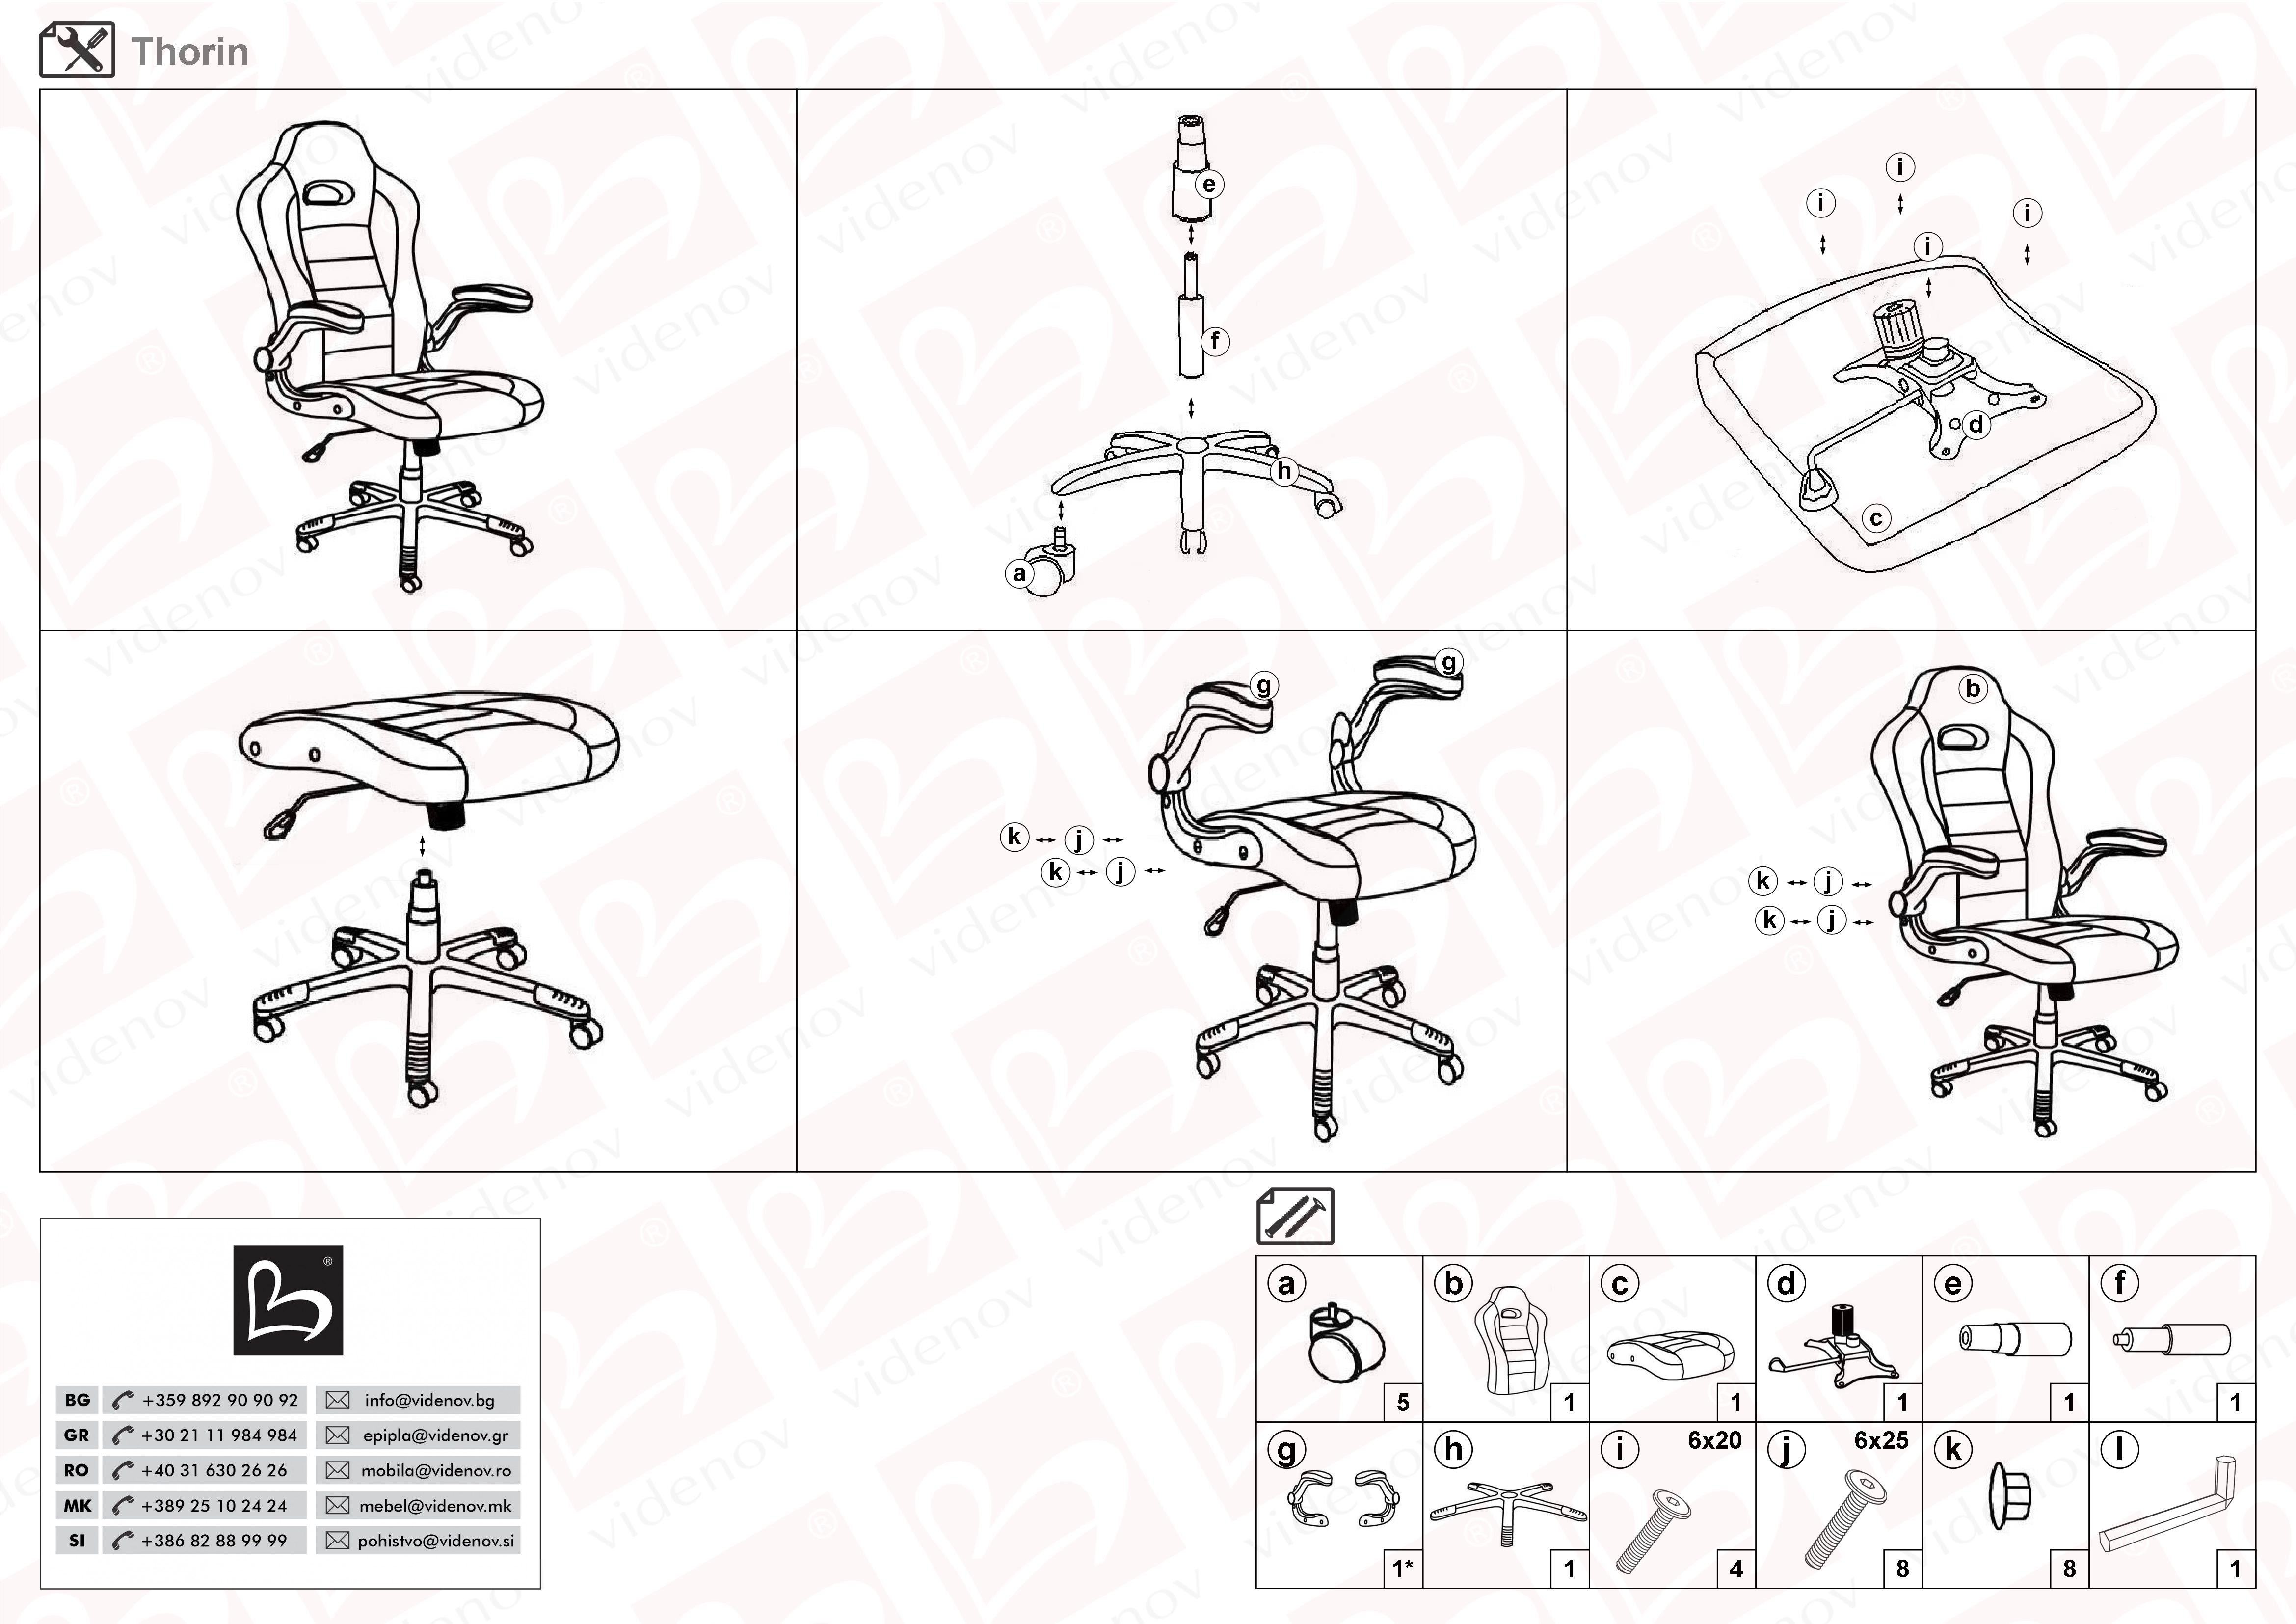 Thorin
e
f
h
a
i
i
i
i
d
c
g
g
k j
k j
b
k j
k j
®
BG +359 892 90 90 92 info@videnov.bg
GR +30 21 11 984 984 epipla@videnov.gr
RO +40 31 630 26 26 mobila@videnov.ro
MK +389 25 10 24 24 mebel@videnov.mk
SI +386 82 88 99 99 pohistvo@videnov.si
a b c d e f
5 1 1 1 1 1
g h i 6x20 j 6x25 k l
1* 1 4 8 8 1
videnov